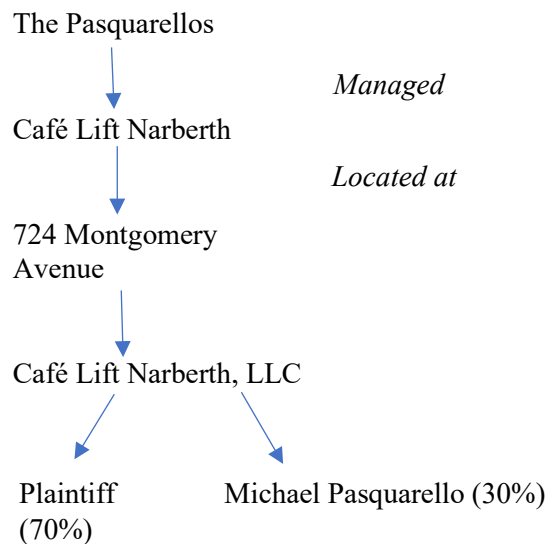 The Pasquarellos
Managed
Café Lift Narberth
Located at
724 Montgomery
Avenue
Café Lift Narberth, LLC
Plaintiff
(70%)
Michael Pasquarello (30%)